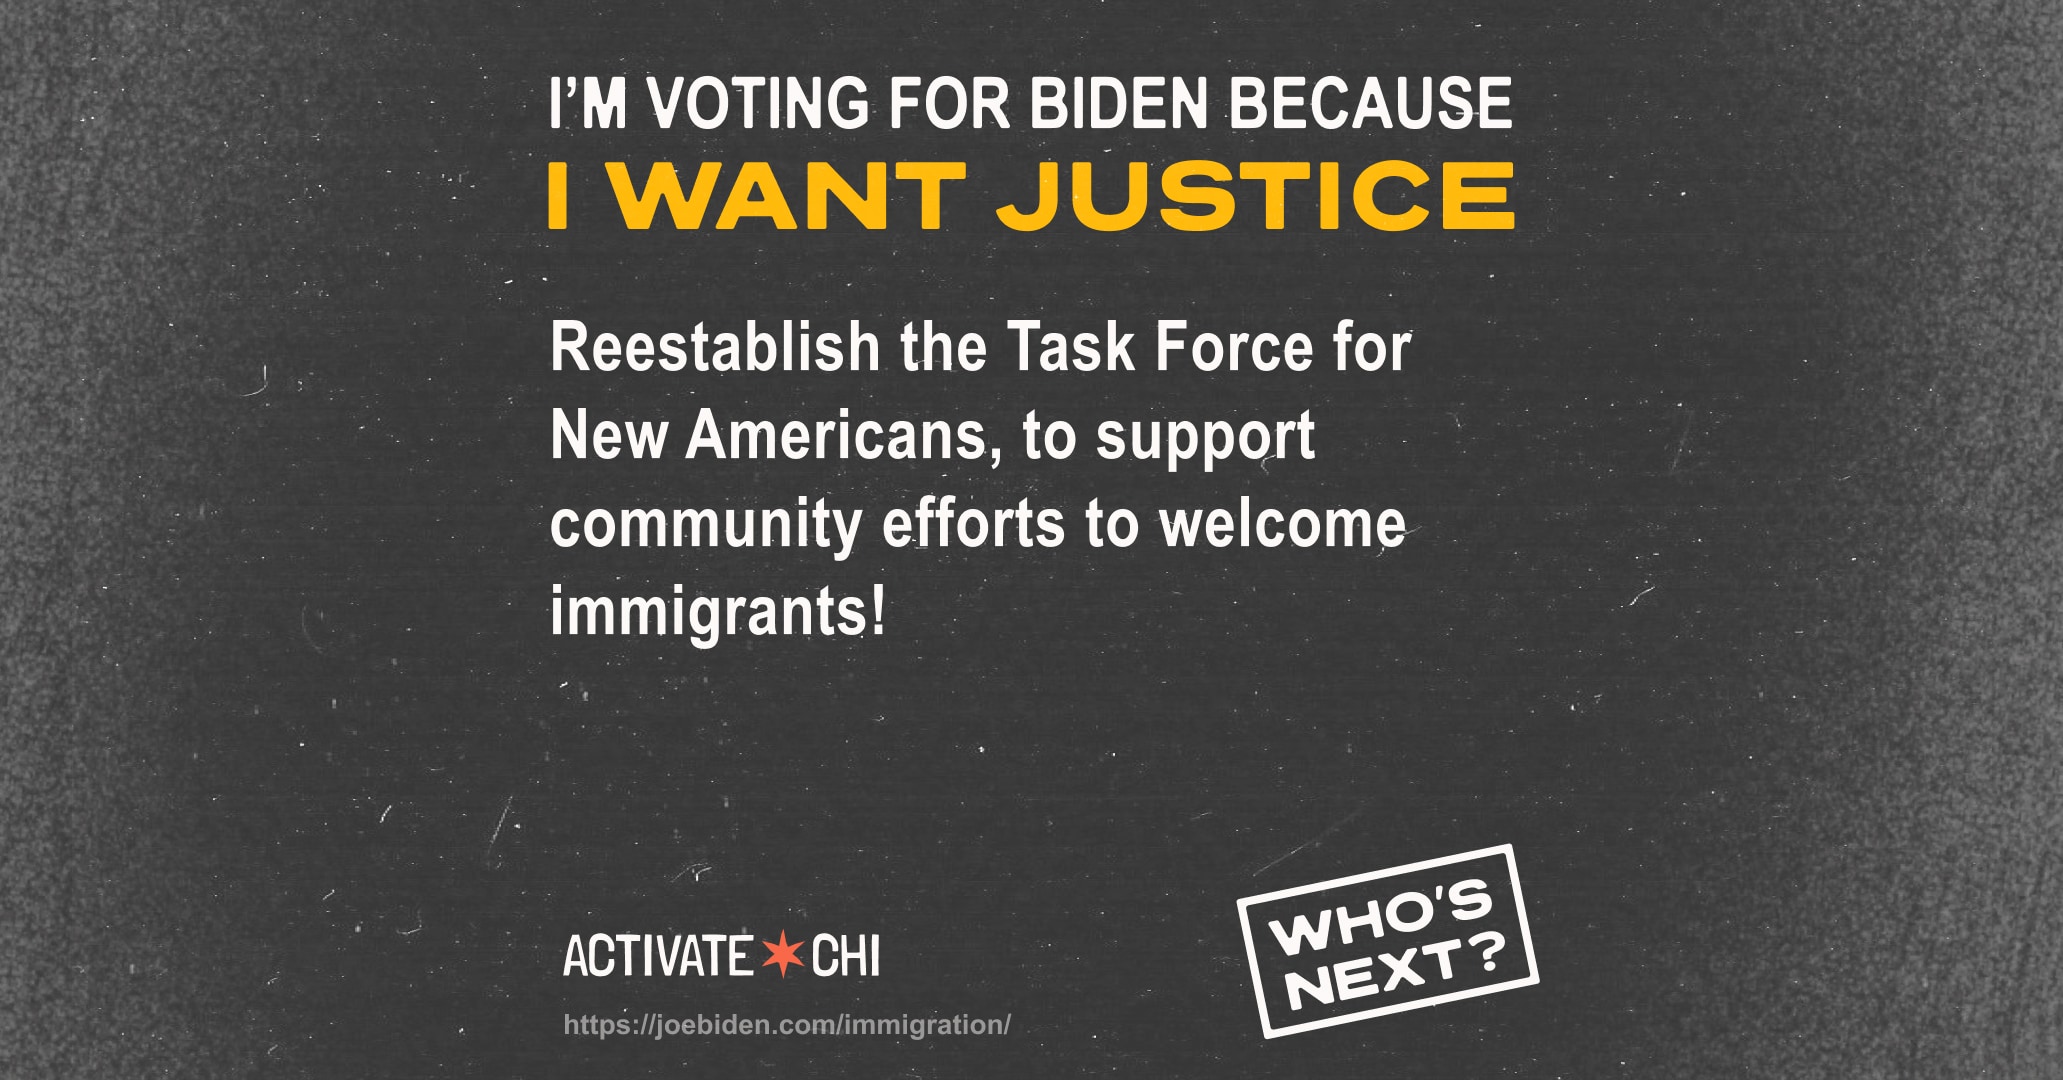 I’M VOTING FOR BIDEN BECAUSE
I WANT JUSTICE
Reestablish the Task Force for
New Americans, to support
community efforts to welcome
immigrants!
ACTIVATE CHI
https://joebiden.com/immigration/
WHO'S
NEXT?